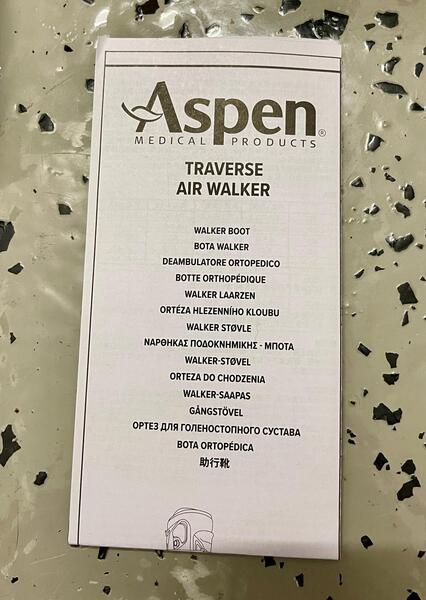 Aspen®
MEDICAL PRODUCTS
TRAVERSE
AIR WALKER
WALKER BOOT
BOTA WALKER
DEAMBULATORE ORTOPEDICO
BOTTE ORTHOPÉDIQUE
WALKER LAARZEN
ORTÉZA HLEZENNÍHO KLOUBU
WALKER STØVLE
ΝΑΡΘΗΚΑΣ ΠΟΔΟΚΝΗΜΙΚΗΣ - ΜΠΟΤΑ
WALKER-STØVEL
ORTEZA DO CHODZENIA
WALKER-SAAPAS
GÅNGSTÖVEL
ОРТЕЗ ДЛЯ ГОЛЕНОСТОПНОГО СУСТАВА
BOTA ORTOPÉDICA
助行靴